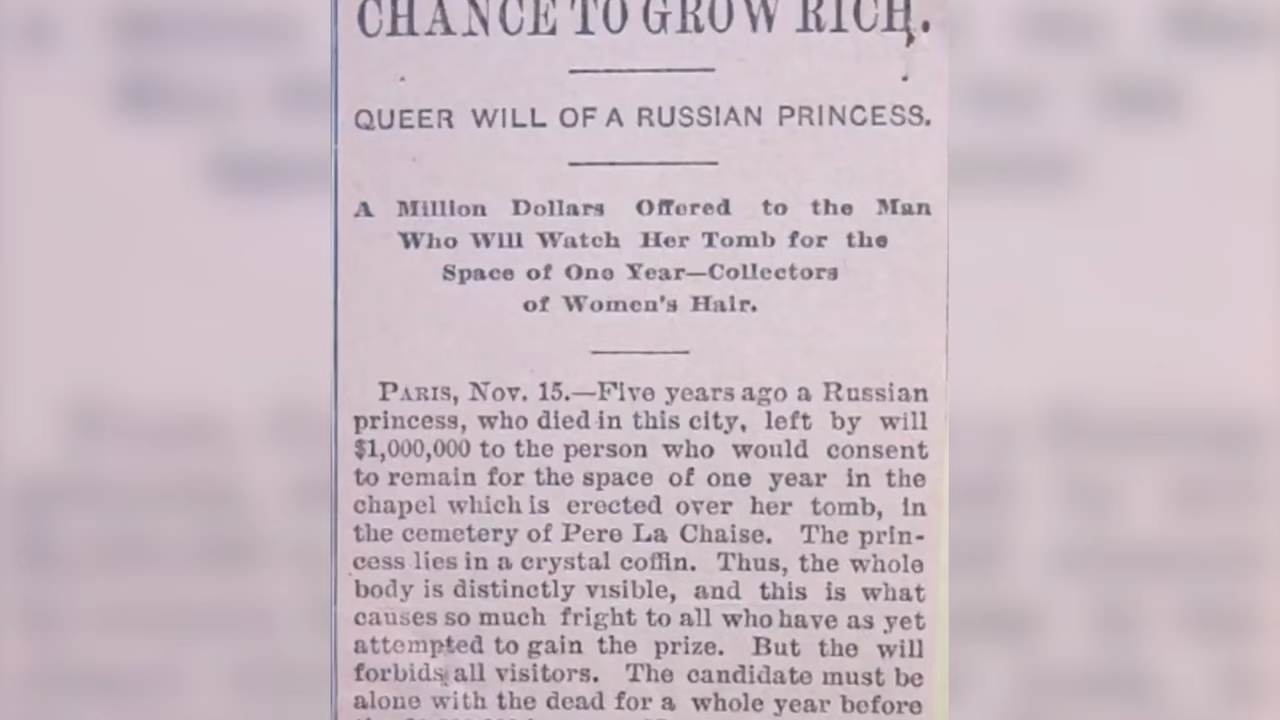 CHANCE TO GROW RICH.
QUEER WILL OF A RUSSIAN PRINCESS.
A Million Dollars Offered to the Man
Who Will Watch Her Tomb for the
Space of One Year—Collectors
of Women's Hair.
PARIS, Nov. 15.—Five years ago a Russian
princess, who died in this city, left by will
$1,000,000 to the person who would consent
to remain for the space of one year in the
chapel which is erected over her tomb, in
the cemetery of Pere La Chaise. The prin-
cess lies in a crystal coffin. Thus, the whole
body is distinctly visible, and this is what
causes so much fright to all who have as yet
attempted to gain the prize. But the will
forbids all visitors. The candidate must be
alone with the dead for a whole year before